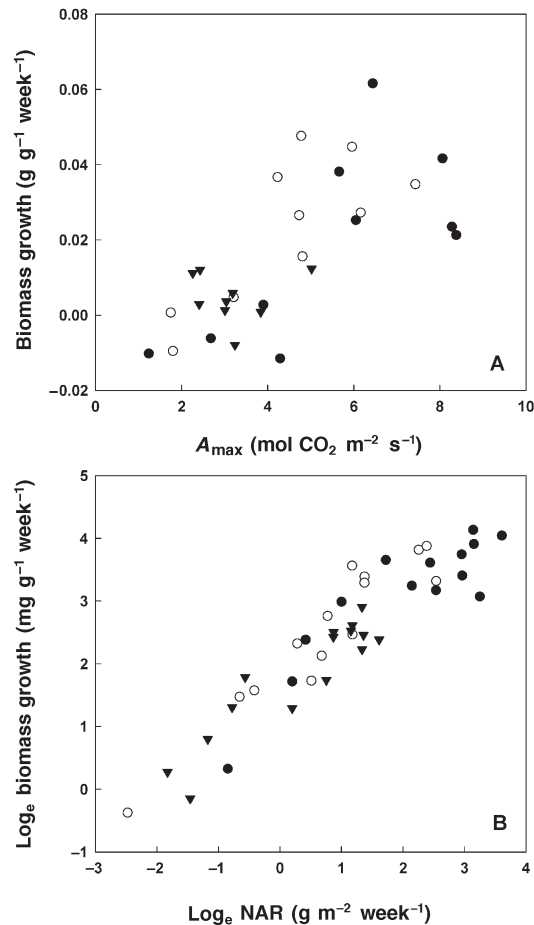 0.08
0.06
0.04
0.02
0.00
–0.02
Biomass growth (g g⁻¹ week⁻¹)
A
0 2 4 6 8 10
Amax (mol CO₂ m⁻² s⁻¹)
5
4
3
2
1
0
–1
Logₑ biomass growth (mg g⁻¹ week⁻¹)
B
–3 –2 –1 0 1 2 3 4
Logₑ NAR (g m⁻² week⁻¹)